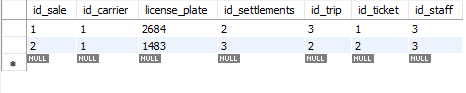 id_sale id_carrier license_plate id_settlements id_trip id_ticket id_staff
1 1 2684 2 3 1 3
2 1 1483 3 2 2 3
NULL NULL NULL NULL NULL NULL NULL